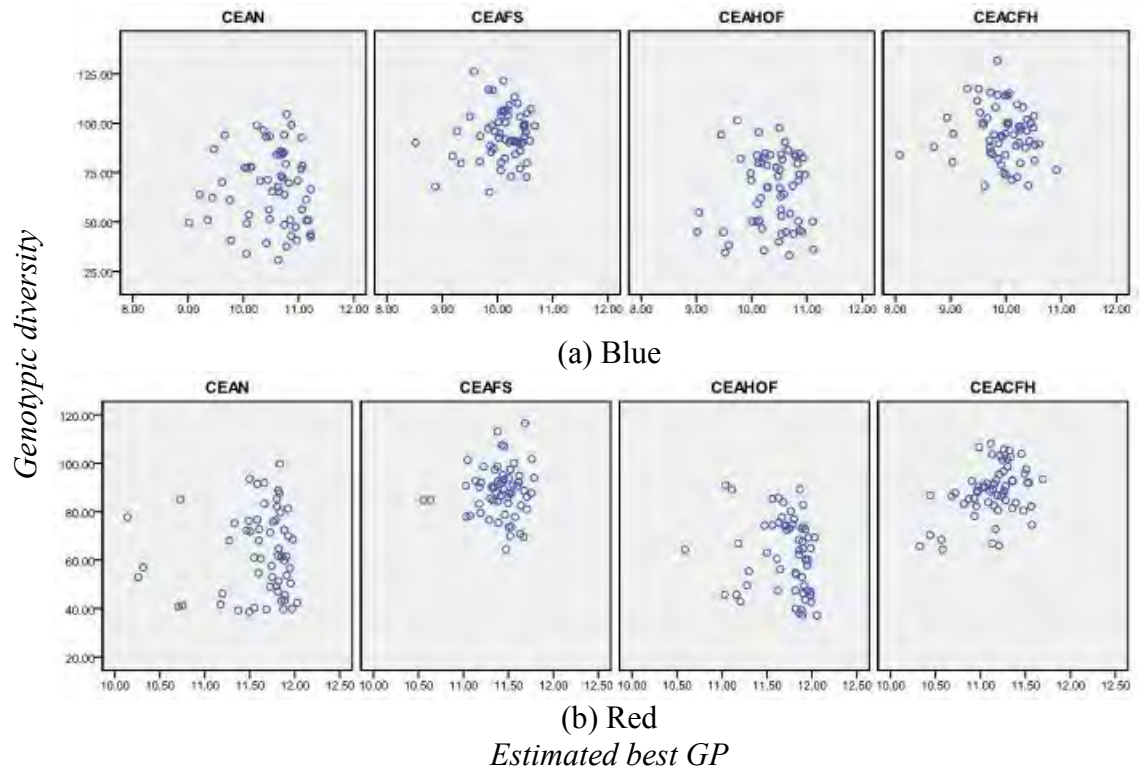 CEAN CEAFS CEAHOF CEACFH
125.00
100.00
75.00
50.00
25.00
8.00 9.00 10.00 11.00 12.00 8.00 9.00 10.00 11.00 12.00 8.00 9.00 10.00 11.00 12.00 8.00 9.00 10.00 11.00 12.00
(a) Blue
Genotypic diversity
CEAN CEAFS CEAHOF CEACFH
120.00
100.00
80.00
60.00
40.00
20.00
10.00 10.50 11.00 11.50 12.00 12.50 10.00 10.50 11.00 11.50 12.00 12.50 10.00 10.50 11.00 11.50 12.00 12.50 10.00 10.50 11.00 11.50 12.00 12.50
(b) Red
Estimated best GP